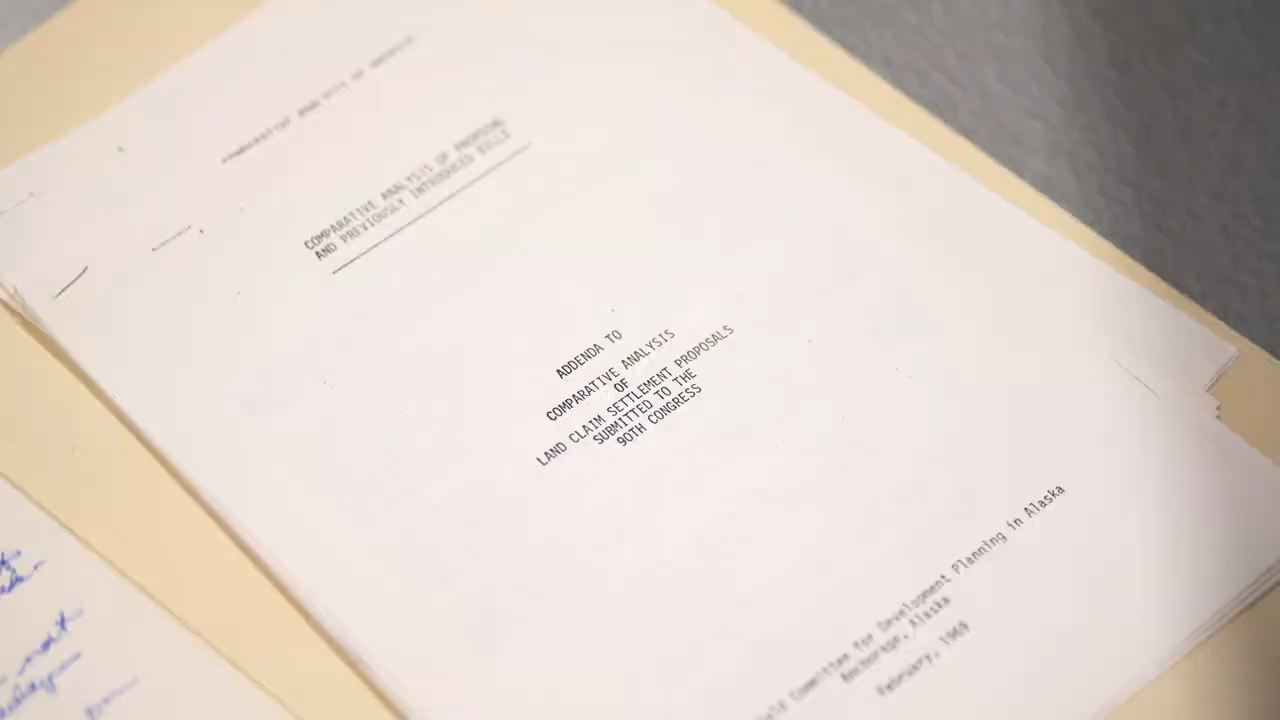 COMPARATIVE ANALYSIS OF PROPOSAL
AND PREVIOUSLY INTRODUCED BILLS
ADDENDA TO
COMPARATIVE ANALYSIS
OF
LAND CLAIM SETTLEMENT PROPOSALS
SUBMITTED TO THE
90TH CONGRESS
Committee for Development Planning in Alaska
Anchorage, Alaska
February, 1969